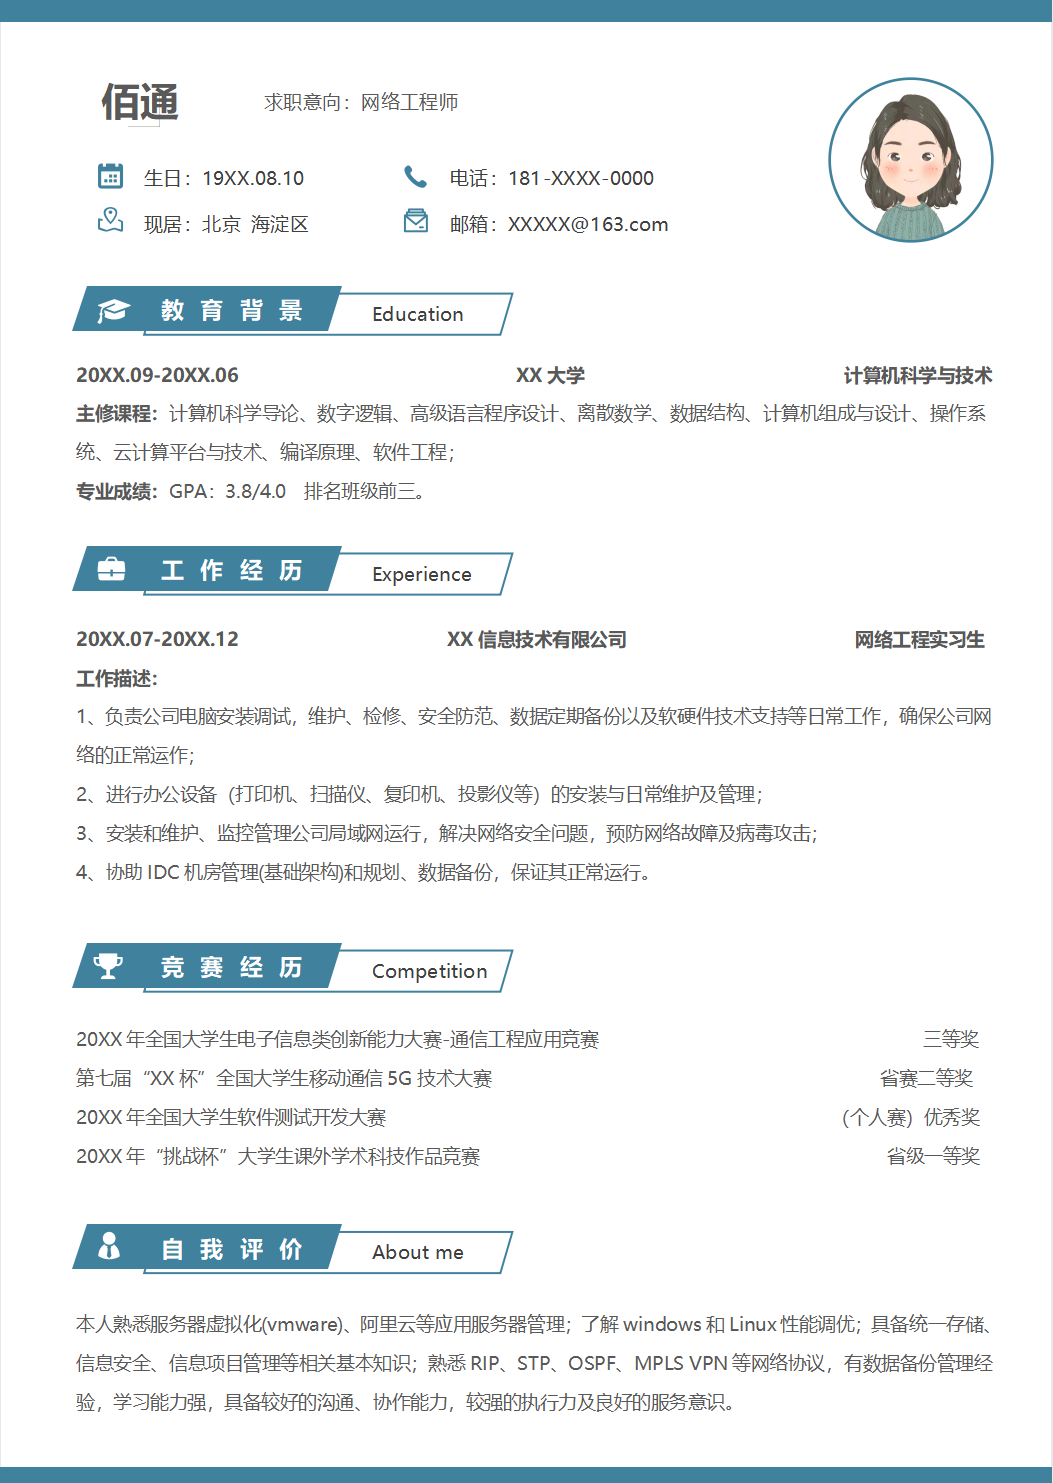 佰通 求职意向：网络工程师
生日：19XX.08.10 电话：181-XXXX-0000
现居：北京 海淀区 邮箱：XXXXX@163.com
教育背景 Education
20XX.09-20XX.06 XX 大学 计算机科学与技术
主修课程：计算机科学导论、数字逻辑、高级语言程序设计、离散数学、数据结构、计算机组成与设计、操作系
统、云计算平台与技术、编译原理、软件工程；
专业成绩：GPA：3.8/4.0 排名班级前三。
工作经历 Experience
20XX.07-20XX.12 XX 信息技术有限公司 网络工程实习生
工作描述：
1、负责公司电脑安装调试，维护、检修、安全防范、数据定期备份以及软硬件技术支持等日常工作，确保公司网
络的正常运作；
2、进行办公设备（打印机、扫描仪、复印机、投影仪等）的安装与日常维护及管理；
3、安装和维护、监控管理公司局域网运行，解决网络安全问题，预防网络故障及病毒攻击；
4、协助 IDC 机房管理(基础架构)和规划、数据备份，保证其正常运行。
竞赛经历 Competition
20XX 年全国大学生电子信息类创新能力大赛-通信工程应用竞赛 三等奖
第七届“XX 杯”全国大学生移动通信 5G 技术大赛 省赛二等奖
20XX 年全国大学生软件测试开发大赛 （个人赛）优秀奖
20XX 年“挑战杯”大学生课外学术科技作品竞赛 省级一等奖
自我评价 About me
本人熟悉服务器虚拟化(vmware)、阿里云等应用服务器管理；了解 windows 和 Linux 性能调优；具备统一存储、
信息安全、信息项目管理等相关基本知识；熟悉 RIP、STP、OSPF、MPLS VPN 等网络协议，有数据备份管理经
验，学习能力强，具备较好的沟通、协作能力，较强的执行力及良好的服务意识。